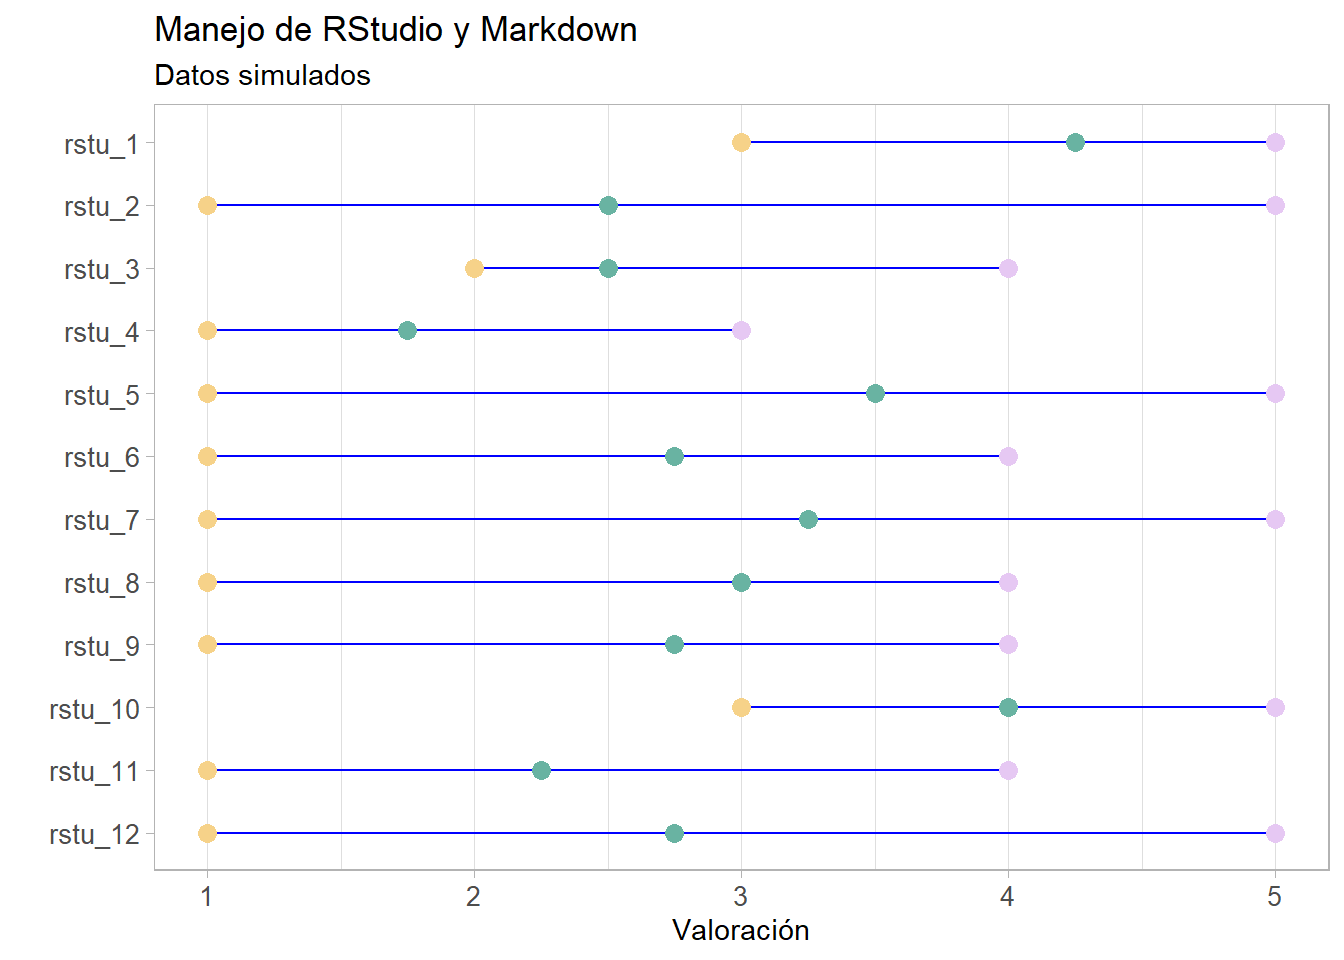 Manejo de RStudio y Markdown
Datos simulados
rstu_1
rstu_2
rstu_3
rstu_4
rstu_5
rstu_6
rstu_7
rstu_8
rstu_9
rstu_10
rstu_11
rstu_12
1 2 3 4 5
Valoración